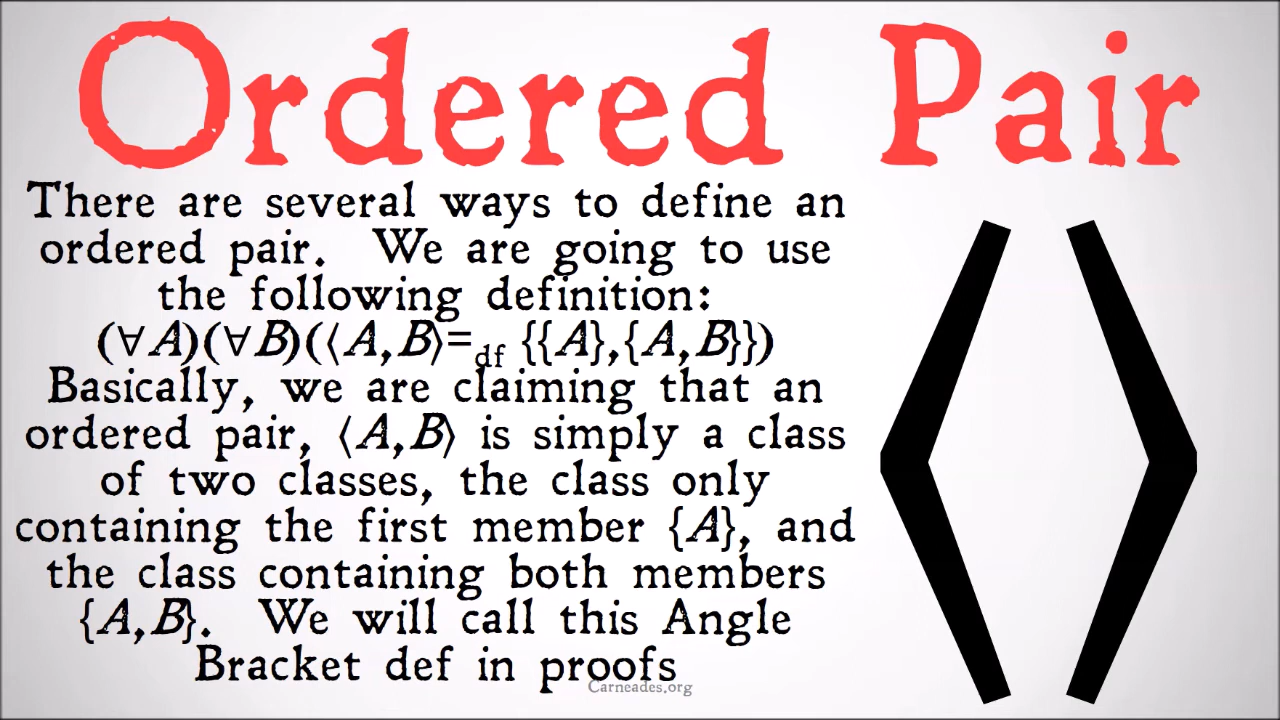 Ordered Pair
There are several ways to define an
ordered pair. We are going to use
the following definition:
(∀A)(∀B)(⟨A,B⟩=df {{A},{A,B}})
Basically, we are claiming that an
ordered pair, ⟨A,B⟩ is simply a class
of two classes, the class only
containing the first member {A}, and
the class containing both members
{A,B}. We will call this Angle
Bracket def in proofs
Carneades.org
⟨⟩